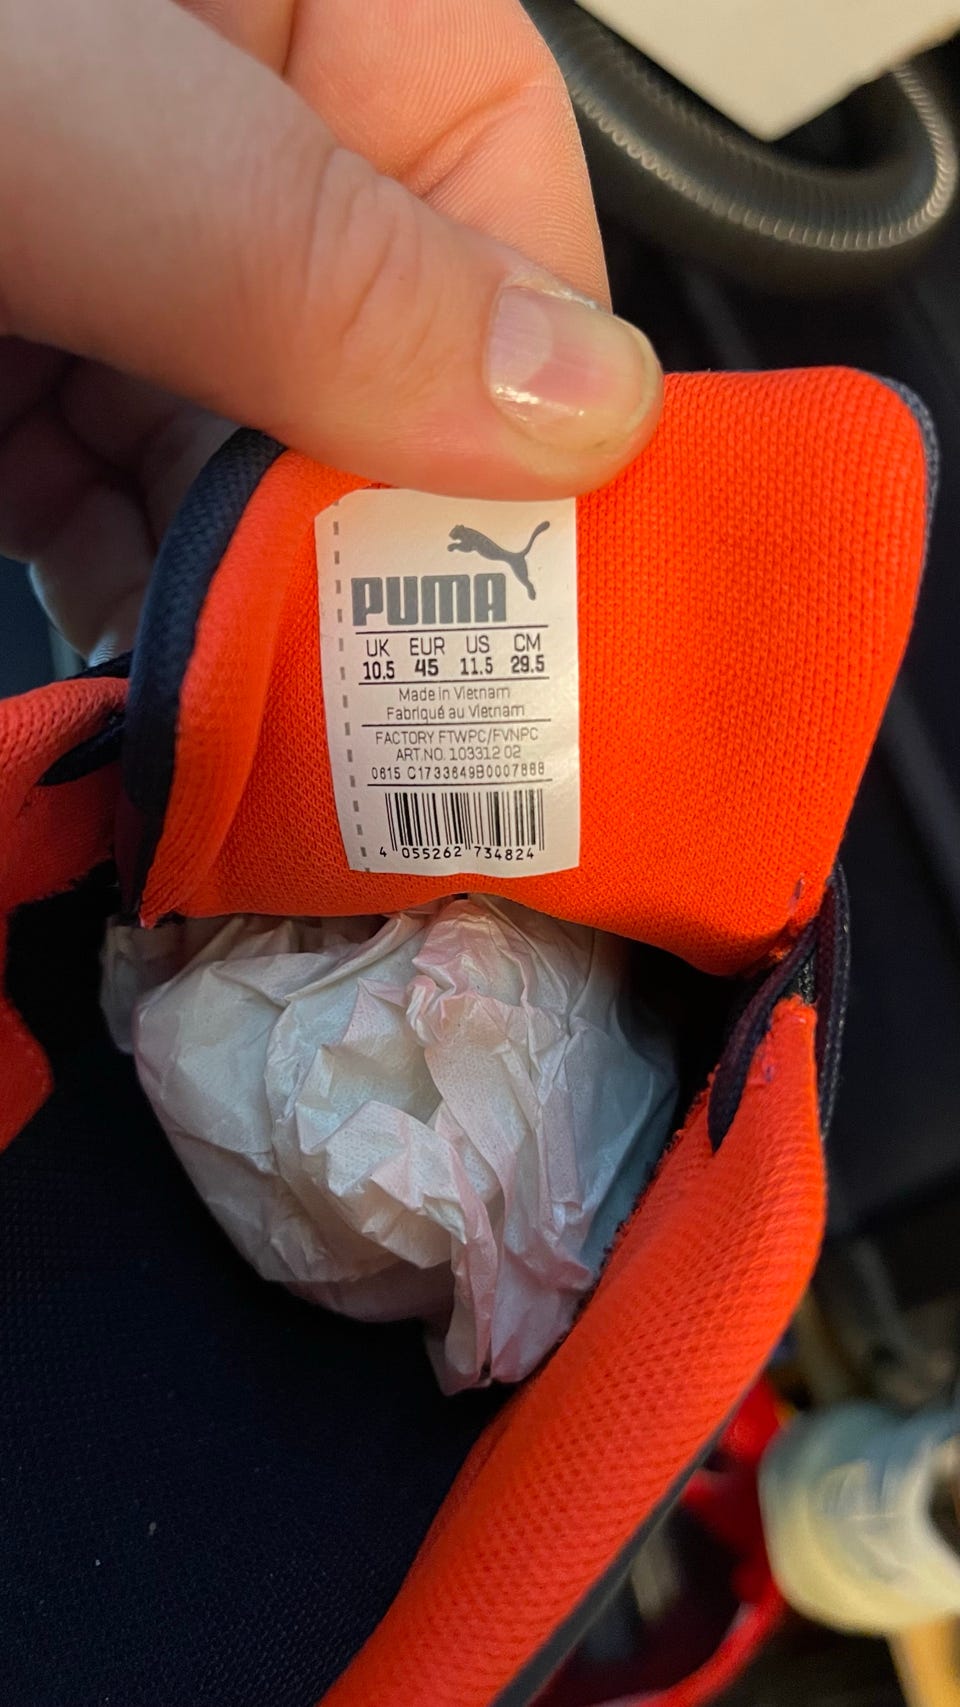 PUMA
UK EUR US CM
10.5 45 11.5 29.5
Made in Vietnam
Fabriqué au Vietnam
FACTORY FTWPC/FVNPC
ART.NO. 103312 02
0615 C1733649B0007888
4 055262 734824